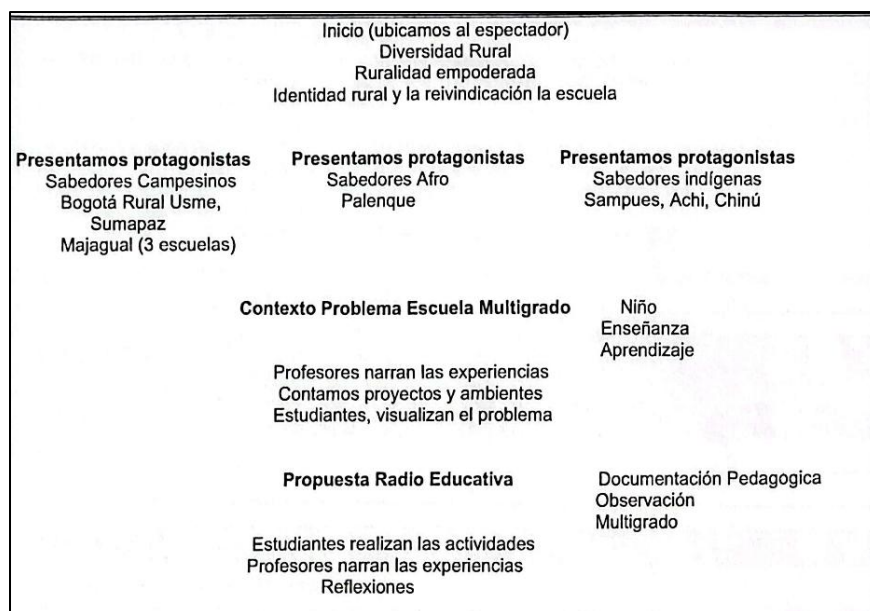 Inicio (ubicamos al espectador)
Diversidad Rural
Ruralidad empoderada
Identidad rural y la reivindicación la escuela
Presentamos protagonistas
Sabedores Campesinos
Bogotá Rural Usme,
Sumapaz
Majagual (3 escuelas)
Presentamos protagonistas
Sabedores Afro
Palenque
Presentamos protagonistas
Sabedores indígenas
Sampues, Achi, Chinú
Contexto Problema Escuela Multigrado
Niño
Enseñanza
Aprendizaje
Profesores narran las experiencias
Contamos proyectos y ambientes
Estudiantes, visualizan el problema
Propuesta Radio Educativa
Documentación Pedagogica
Observación
Multigrado
Estudiantes realizan las actividades
Profesores narran las experiencias
Reflexiones